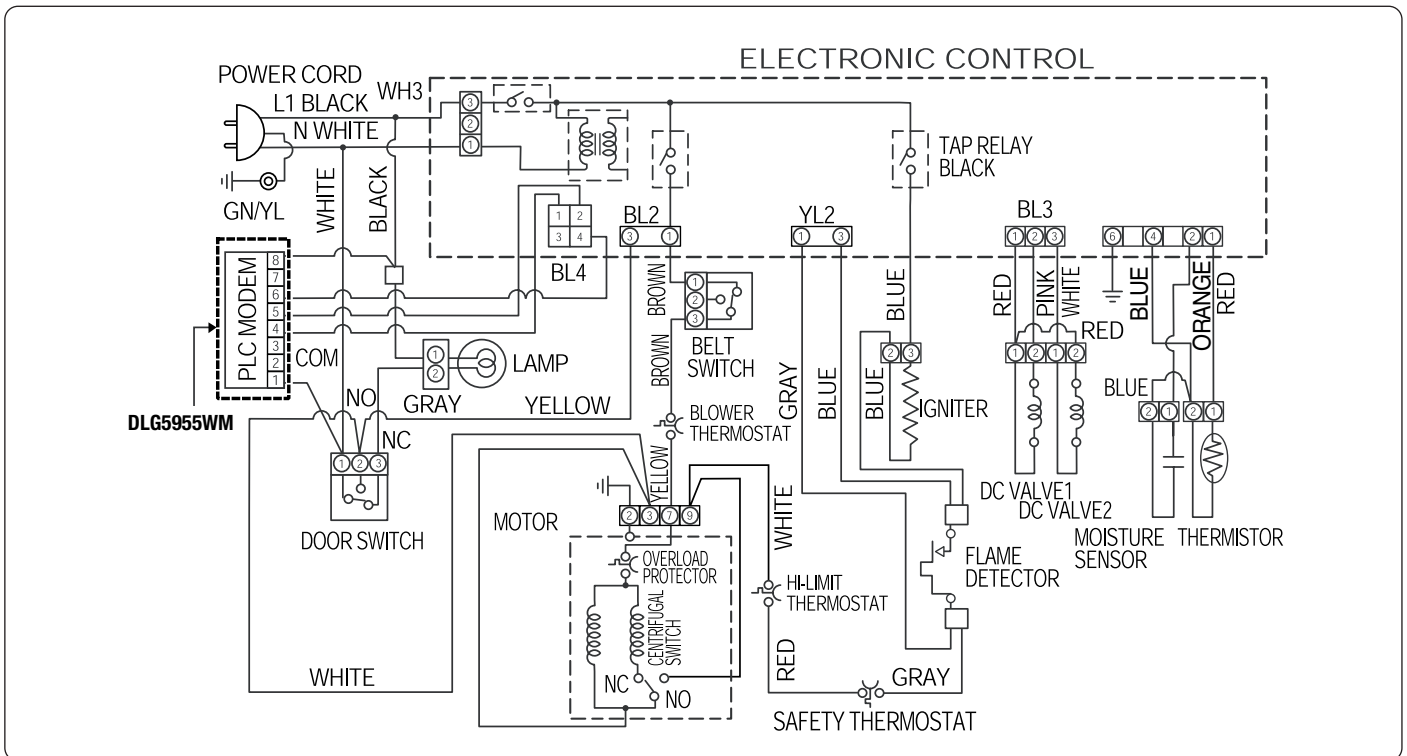 ELECTRONIC CONTROL
POWER CORD
L1 BLACK
WH3
N WHITE
3
2
1
GN/YL
WHITE
BLACK
TAP RELAY
BLACK
1 2
3 4
BL4
BL2
3 1
YL2
1 3
BL3
1 2 3
6 4 2 1
PLC MODEM
8
7
6
5
4
3
2
1
DLG5955WM
COM
NO
NC
1
2
LAMP
GRAY
YELLOW
BROWN
1
2
3
BELT
SWITCH
BROWN
BLOWER
THERMOSTAT
YELLOW
GRAY
BLUE
BLUE
BLUE
2 3
IGNITER
RED
PINK
WHITE
RED
1 2 1 2
DC VALVE1
DC VALVE2
BLUE
ORANGE
RED
BLUE
2 1 2 1
MOISTURE
SENSOR
THERMISTOR
1 2 3
DOOR SWITCH
MOTOR
2 3 7 9
OVERLOAD
PROTECTOR
CENTRIFUGAL
SWITCH
NC
NO
WHITE
WHITE
HI-LIMIT
THERMOSTAT
RED
GRAY
SAFETY THERMOSTAT
FLAME
DETECTOR